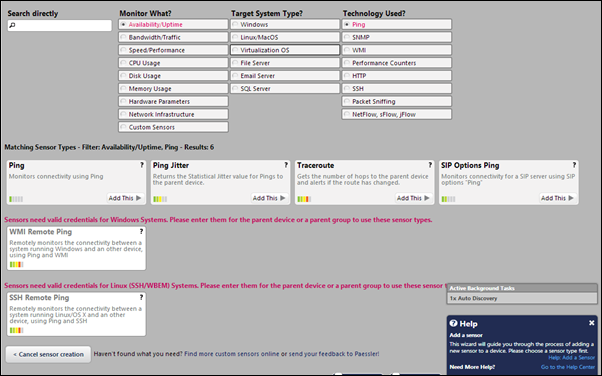 Search directly
Monitor What?
Availability/Uptime
Bandwidth/Traffic
Speed/Performance
CPU Usage
Disk Usage
Memory Usage
Hardware Parameters
Network Infrastructure
Custom Sensors
Target System Type?
Windows
Linux/MacOS
Virtualization OS
File Server
Email Server
SQL Server
Technology Used?
Ping
SNMP
WMI
Performance Counters
HTTP
SSH
Packet Sniffing
NetFlow, sFlow, jFlow
Matching Sensor Types - Filter: Availability/Uptime, Ping - Results: 6
Ping ?
Monitors connectivity using Ping
Add This
Ping Jitter ?
Returns the Statistical Jitter value for Pings to
the parent device.
Add This
Traceroute ?
Gets the number of hops to the parent device
and alerts if the route has changed.
Add This
SIP Options Ping ?
Monitors connectivity for a SIP server using SIP
options "Ping"
Add This
Sensors need valid credentials for Windows Systems. Please enter them for the parent device or a parent group to use these sensor types.
WMI Remote Ping ?
Remotely monitors the connectivity between a
system running Windows and an other device,
using Ping and WMI
Sensors need valid credentials for Linux (SSH/WBEM) Systems. Please enter them for the parent device or a parent group to use these sensor t
SSH Remote Ping ?
Remotely monitors the connectivity between a
system running Linux/OS X and an other
device, using Ping and SSH
Active Background Tasks
1x Auto Discovery
? Help: Add a Sensor
Add a sensor
This wizard will guide you through the process of adding
a new sensor to a device. Please choose a sensor type first.
Help: Add a Sensor
Need More Help? Go to the Help Center
« Cancel sensor creation
Haven't found what you need? Find more custom sensors online or send your feedback to Paessler!